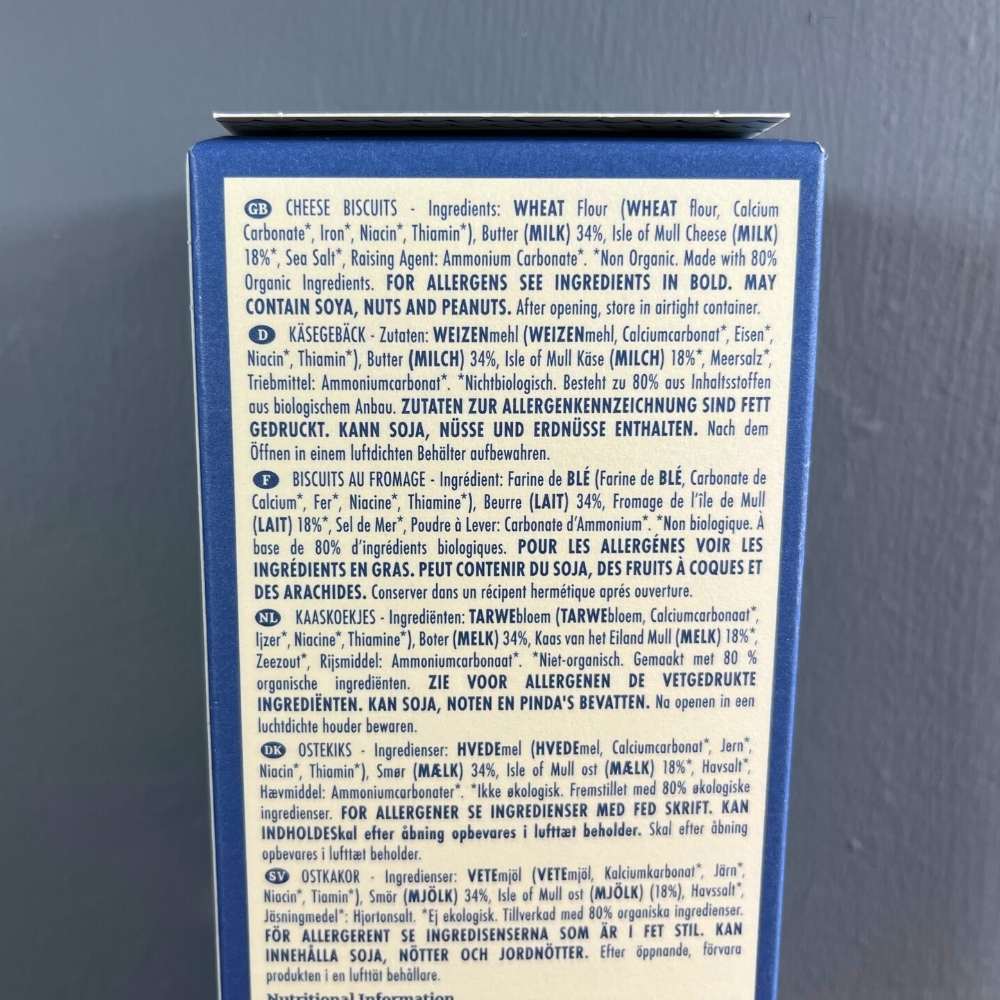 GB CHEESE BISCUITS - Ingredients: WHEAT Flour (WHEAT flour, Calcium
Carbonate*, Iron*, Niacin*, Thiamin*), Butter (MILK) 34%, Isle of Mull Cheese (MILK)
18%*, Sea Salt*, Raising Agent: Ammonium Carbonate*. *Non Organic. Made with 80%
Organic Ingredients. FOR ALLERGENS SEE INGREDIENTS IN BOLD. MAY
CONTAIN SOYA, NUTS AND PEANUTS. After opening, store in airtight container.
D KÄSEGEBÄCK - Zutaten: WEIZENmehl (WEIZENmehl, Calciumcarbonat*, Eisen*,
Niacin*, Thiamin*), Butter (MILCH) 34%, Isle of Mull Käse (MILCH) 18%*, Meersalz*,
Triebmittel: Ammoniumcarbonat*. *Nichtbiologisch. Besteht zu 80% aus Inhaltsstoffen
aus biologischem Anbau. ZUTATEN ZUR ALLERGENKENNZEICHNUNG SIND FETT
GEDRUCKT. KANN SOJA, NÜSSE UND ERDNÜSSE ENTHALTEN. Nach dem
Öffnen in einem luftdichten Behälter aufbewahren.
F BISCUITS AU FROMAGE - Ingrédient: Farine de BLÉ (Farine de BLÉ, Carbonate de
Calcium*, Fer*, Niacine*, Thiamine*), Beurre (LAIT) 34%, Fromage de l'île de Mull
(LAIT) 18%*, Sel de Mer*, Poudre à Lever: Carbonate d'Ammonium*. *Non biologique. À
base de 80% d'ingrédients biologiques. POUR LES ALLERGÉNES VOIR LES
INGRÉDIENTS EN GRAS. PEUT CONTENIR DU SOJA, DES FRUITS À COQUES ET
DES ARACHIDES. Conserver dans un récipent hermétique aprés ouverture.
NL KAASKOEKJES - Ingrediënten: TARWEbloem (TARWEbloem, Calciumcarbonaat*,
Ijzer*, Niacine*, Thiamine*), Boter (MELK) 34%, Kaas van het Eiland Mull (MELK) 18%*,
Zeezout*, Rijsmiddel: Ammoniumcarbonaat*. *Niet-organisch. Gemaakt met 80 %
organische ingrediënten. ZIE VOOR ALLERGENEN DE VETGEDRUKTE
INGREDIËNTEN. KAN SOJA, NOTEN EN PINDA'S BEVATTEN. Na openen in een
luchtdichte houder bewaren.
DK OSTEKIKS - Ingredienser: HVEDEmel (HVEDEmel, Calciumcarbonat*, Jern*,
Niacin*, Thiamin*), Smør (MÆLK) 34%, Isle of Mull ost (MÆLK) 18%*, Havsalt*,
Hævmiddel: Ammoniumcarbonater*. *Ikke økologisk. Fremstillet med 80% økologiske
ingredienser. FOR ALLERGENER SE INGREDIENSER MED FED SKRIFT. KAN
INDHOLDESkal efter åbning opbevares i lufttæt beholder. Skal efter åbning
opbevares i lufttæt beholder.
SV OSTKAKOR - Ingredienser: VETEmjöl (VETEmjöl, Kalciumkarbonat*, Järn*,
Niacin*, Tiamin*), Smör (MJÖLK) 34%, Isle of Mull ost (MJÖLK) (18%), Havssalt*,
Jäsningmedel*: Hjortonsalt. *Ej ekologisk. Tillverkad med 80% organiska ingredienser.
FÖR ALLERGERENT SE INGREDISENSERNA SOM ÄR I FET STIL. KAN
INNEHÅLLA SOJA, NÖTTER OCH JORDNÖTTER. Efter öppnande, förvara
produkten i en lufttät behållare.
Nutritional Information